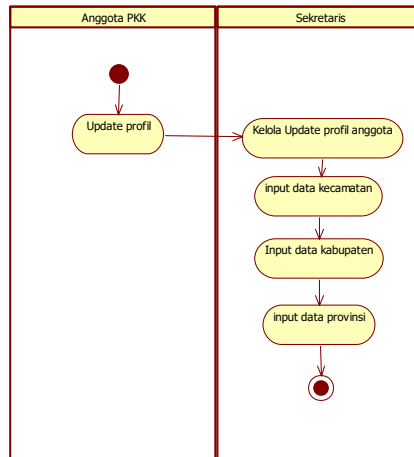 Anggota PKK
Sekretaris
Update profil
Kelola Update profil anggota
input data kecamatan
Input data kabupaten
input data provinsi